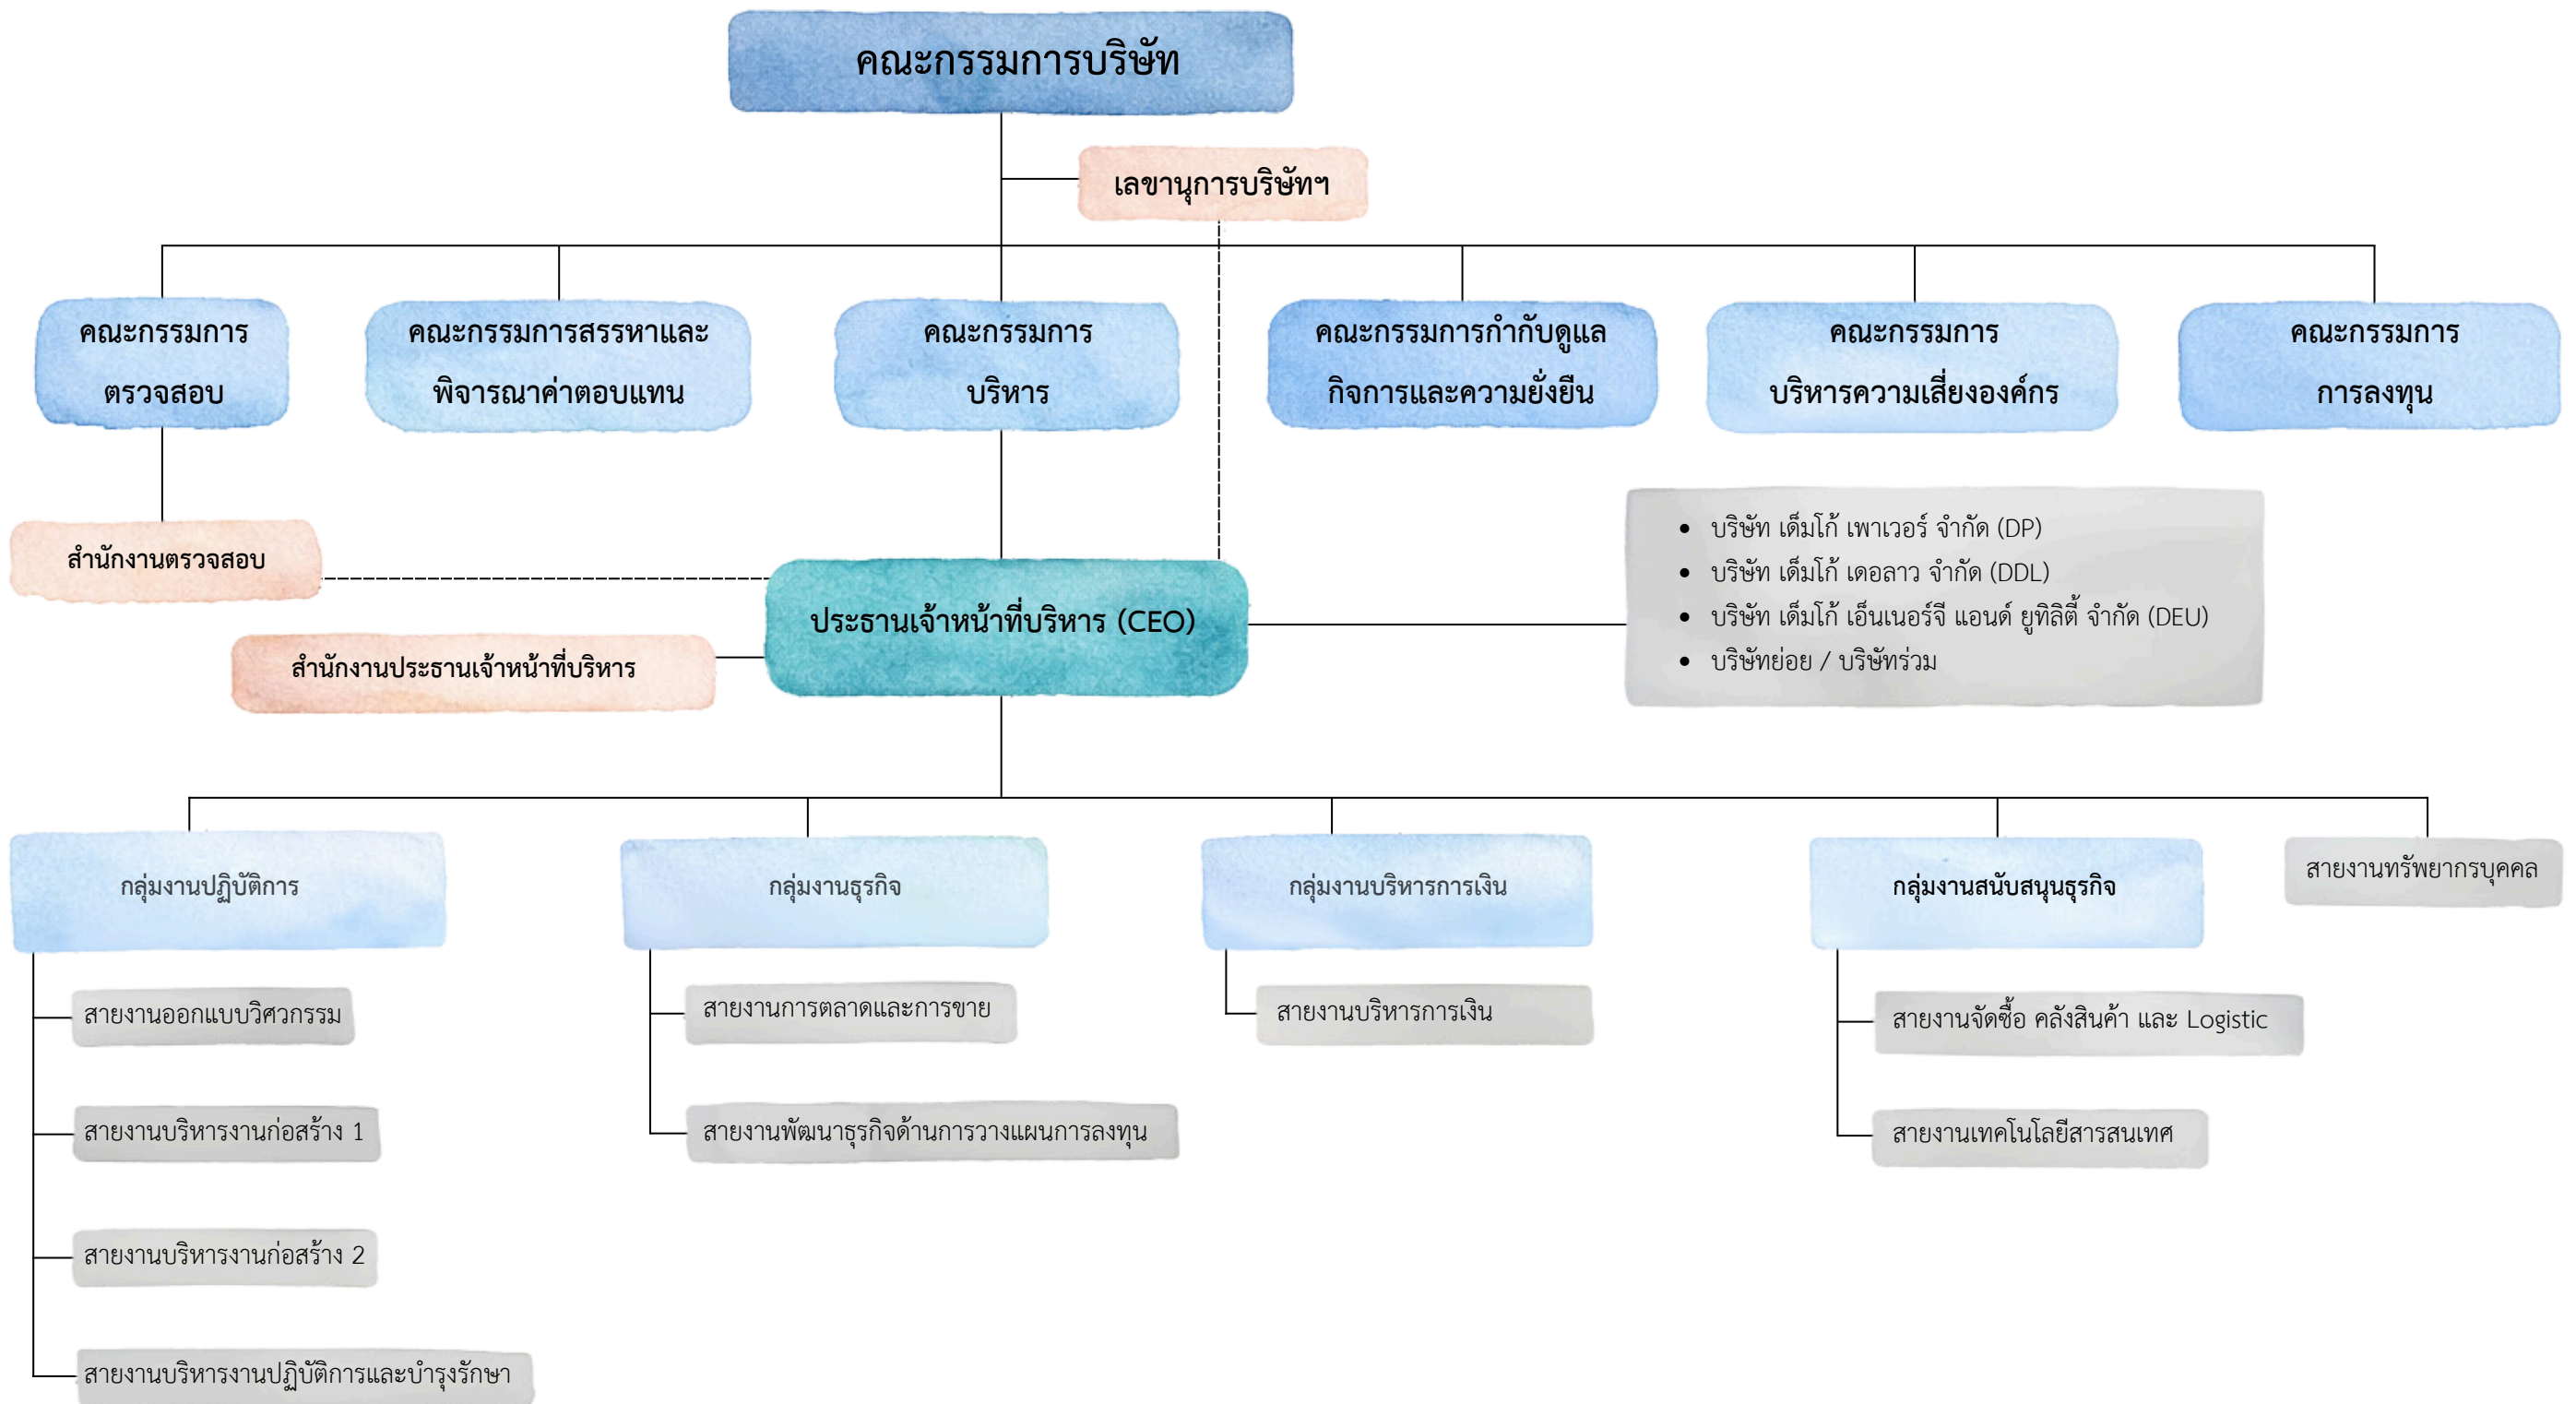 คณะกรรมการบริษัท
เลขานุการบริษัทฯ
คณะกรรมการ
ตรวจสอบ
คณะกรรมการสรรหาและ
พิจารณาค่าตอบแทน
คณะกรรมการ
บริหาร
คณะกรรมการกำกับดูแล
กิจการและความยั่งยืน
คณะกรรมการ
บริหารความเสี่ยงองค์กร
คณะกรรมการ
การลงทุน
สำนักงานตรวจสอบ
ประธานเจ้าหน้าที่บริหาร (CEO)
สำนักงานประธานเจ้าหน้าที่บริหาร
• บริษัท เด็มโก้ เพาเวอร์ จำกัด (DP)
• บริษัท เด็มโก้ เดอลาว จำกัด (DDL)
• บริษัท เด็มโก้ เอ็นเนอร์จี แอนด์ ยูทิลิตี้ จำกัด (DEU)
• บริษัทย่อย / บริษัทร่วม
กลุ่มงานปฏิบัติการ
สายงานออกแบบวิศวกรรม
สายงานบริหารงานก่อสร้าง 1
สายงานบริหารงานก่อสร้าง 2
สายงานบริหารงานปฏิบัติการและบำรุงรักษา
กลุ่มงานธุรกิจ
สายงานการตลาดและการขาย
สายงานพัฒนาธุรกิจด้านการวางแผนการลงทุน
กลุ่มงานบริหารการเงิน
สายงานบริหารการเงิน
กลุ่มงานสนับสนุนธุรกิจ
สายงานจัดซื้อ คลังสินค้า และ Logistic
สายงานเทคโนโลยีสารสนเทศ
สายงานทรัพยากรบุคคล